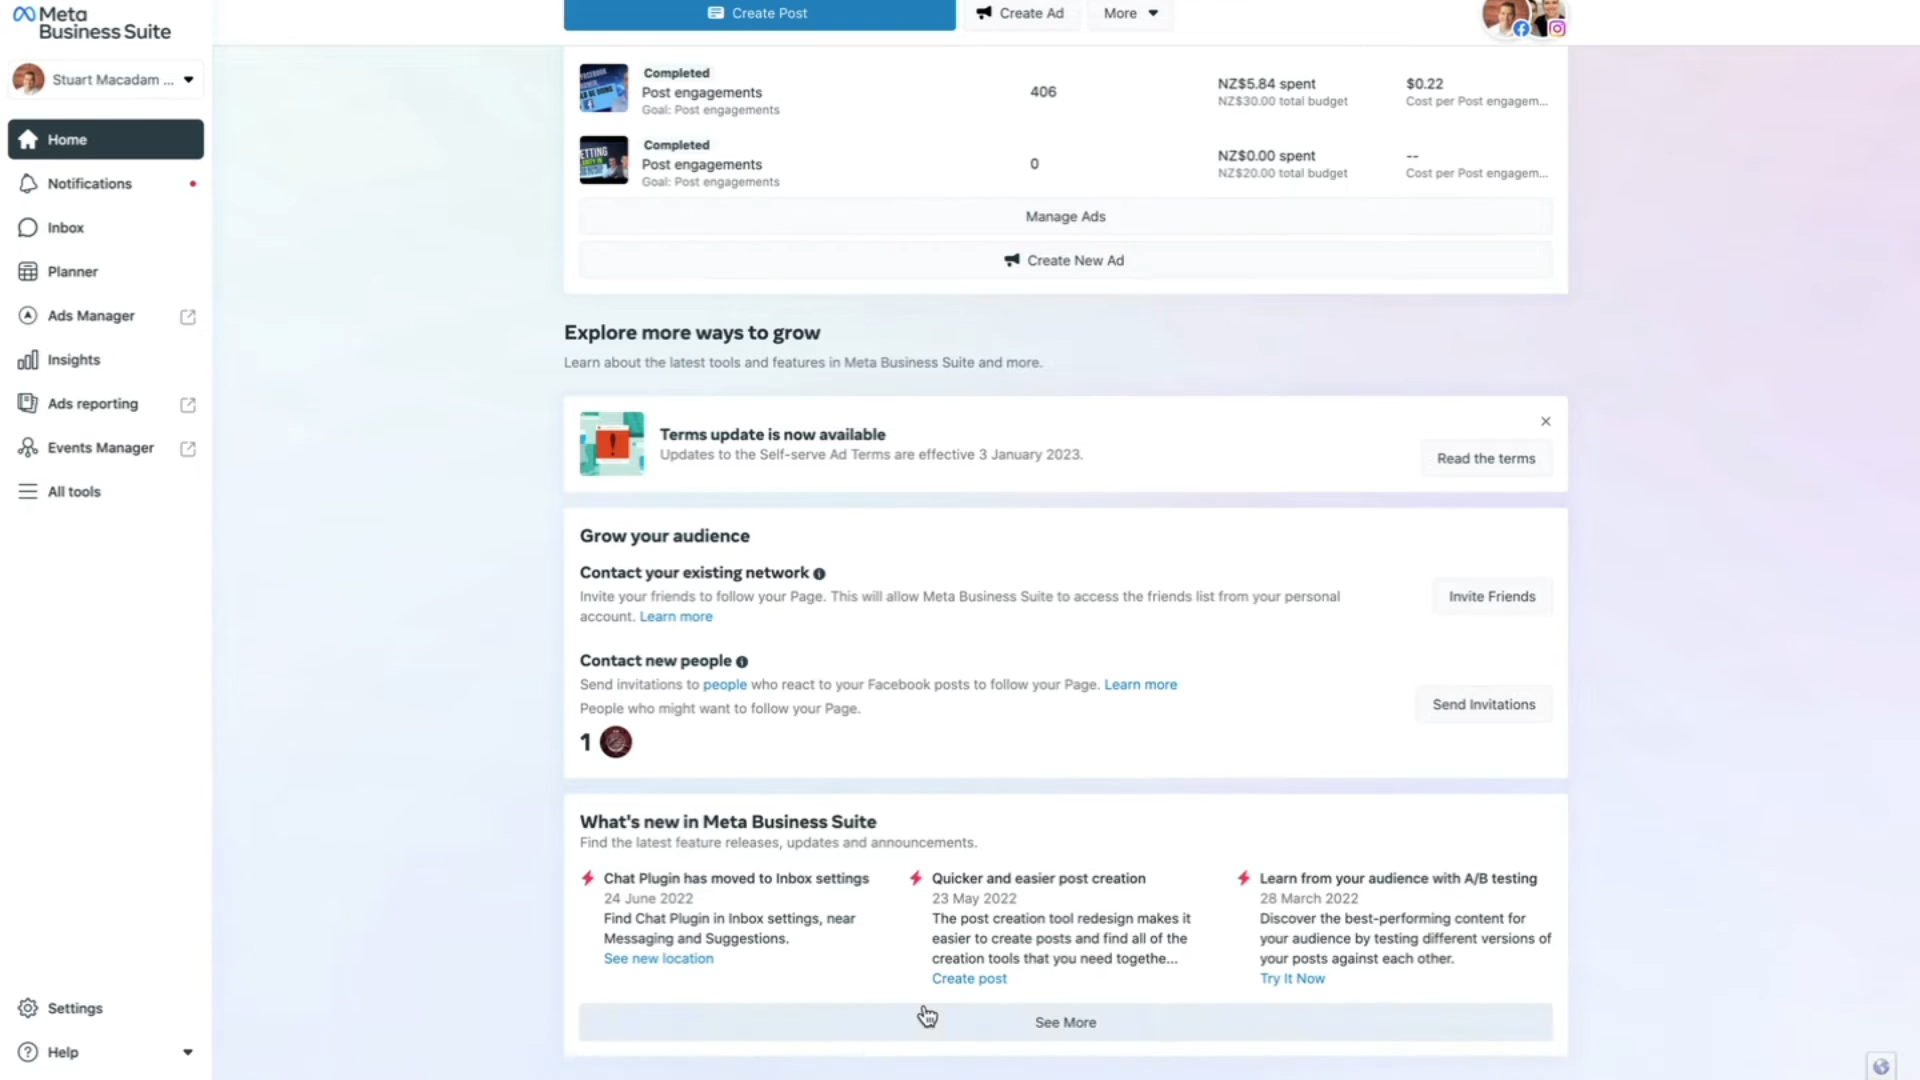 Meta
Business Suite
Create Post
Create Ad
More
Stuart Macadam ...
Home
Notifications
Inbox
Planner
Ads Manager
Insights
Ads reporting
Events Manager
All tools
Settings
Help
Completed
Post engagements
Goal: Post engagements
406
NZ$5.84 spent
NZ$30.00 total budget
$0.22
Cost per Post engagem...
Completed
Post engagements
Goal: Post engagements
0
NZ$0.00 spent
NZ$20.00 total budget
--
Cost per Post engagem...
Manage Ads
Create New Ad
Explore more ways to grow
Learn about the latest tools and features in Meta Business Suite and more.
Terms update is now available
Updates to the Self-serve Ad Terms are effective 3 January 2023.
Read the terms
Grow your audience
Contact your existing network
Invite your friends to follow your Page. This will allow Meta Business Suite to access the friends list from your personal
account. Learn more
Invite Friends
Contact new people
Send invitations to people who react to your Facebook posts to follow your Page. Learn more
People who might want to follow your Page.
1
Send Invitations
What's new in Meta Business Suite
Find the latest feature releases, updates and announcements.
Chat Plugin has moved to Inbox settings
24 June 2022
Find Chat Plugin in Inbox settings, near
Messaging and Suggestions.
See new location
Quicker and easier post creation
23 May 2022
The post creation tool redesign makes it
easier to create posts and find all of the
creation tools that you need togethe...
Create post
Learn from your audience with A/B testing
28 March 2022
Discover the best-performing content for
your audience by testing different versions of
your posts against each other.
Try It Now
See More